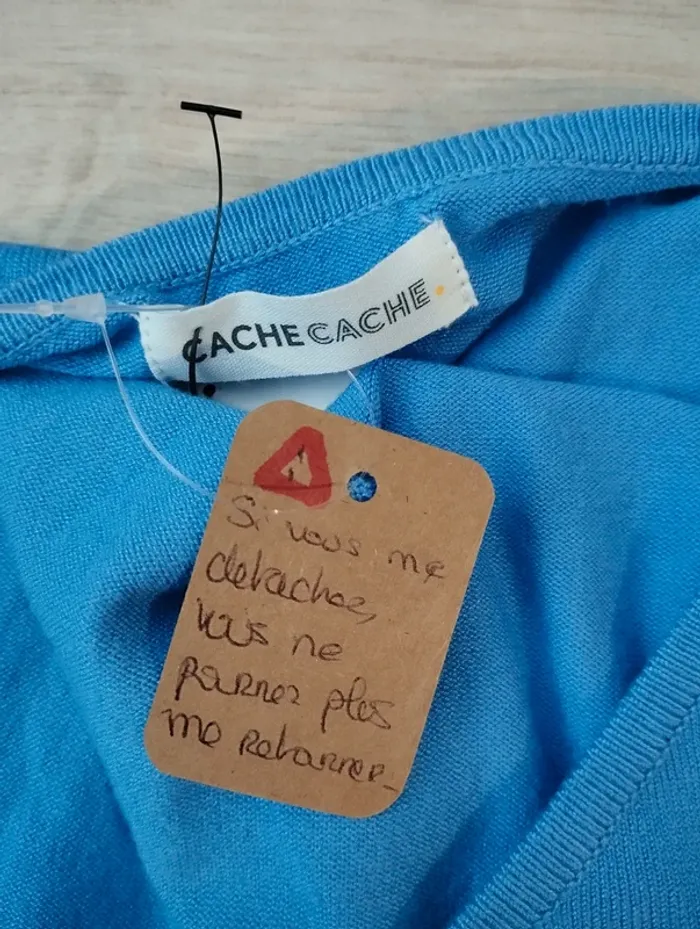 CACHECACHE.
Si vous me
detachez,
vous ne
pourrez plus
me retourner.